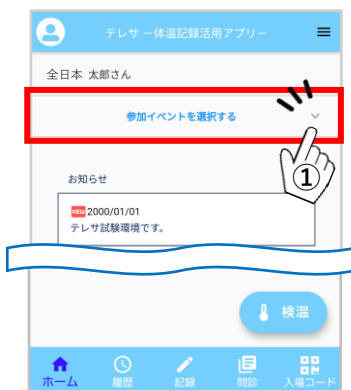 テレサ ー体温記録活用アプリー
全日本 太郎さん
参加イベントを選択する
①
お知らせ
NEW 2000/01/01
テレサ試験環境です。
検温
ホーム 履歴 記録 問診 入場コード